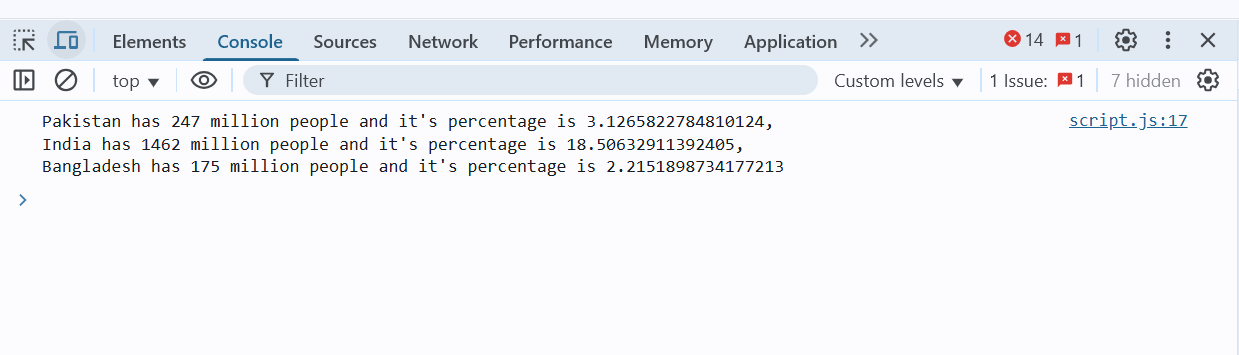 Elements Console Sources Network Performance Memory Application 14 1
top Filter Custom levels 1 Issue: 1 7 hidden
Pakistan has 247 million people and it's percentage is 3.1265822784810124, script.js:17
India has 1462 million people and it's percentage is 18.50632911392405,
Bangladesh has 175 million people and it's percentage is 2.2151898734177213